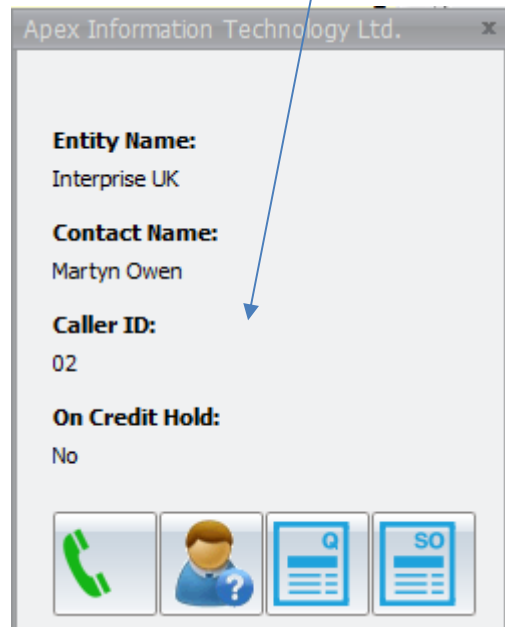 Apex Information Technology Ltd. x
Entity Name:
Interprise UK
Contact Name:
Martyn Owen
Caller ID:
02
On Credit Hold:
No
? Q SO